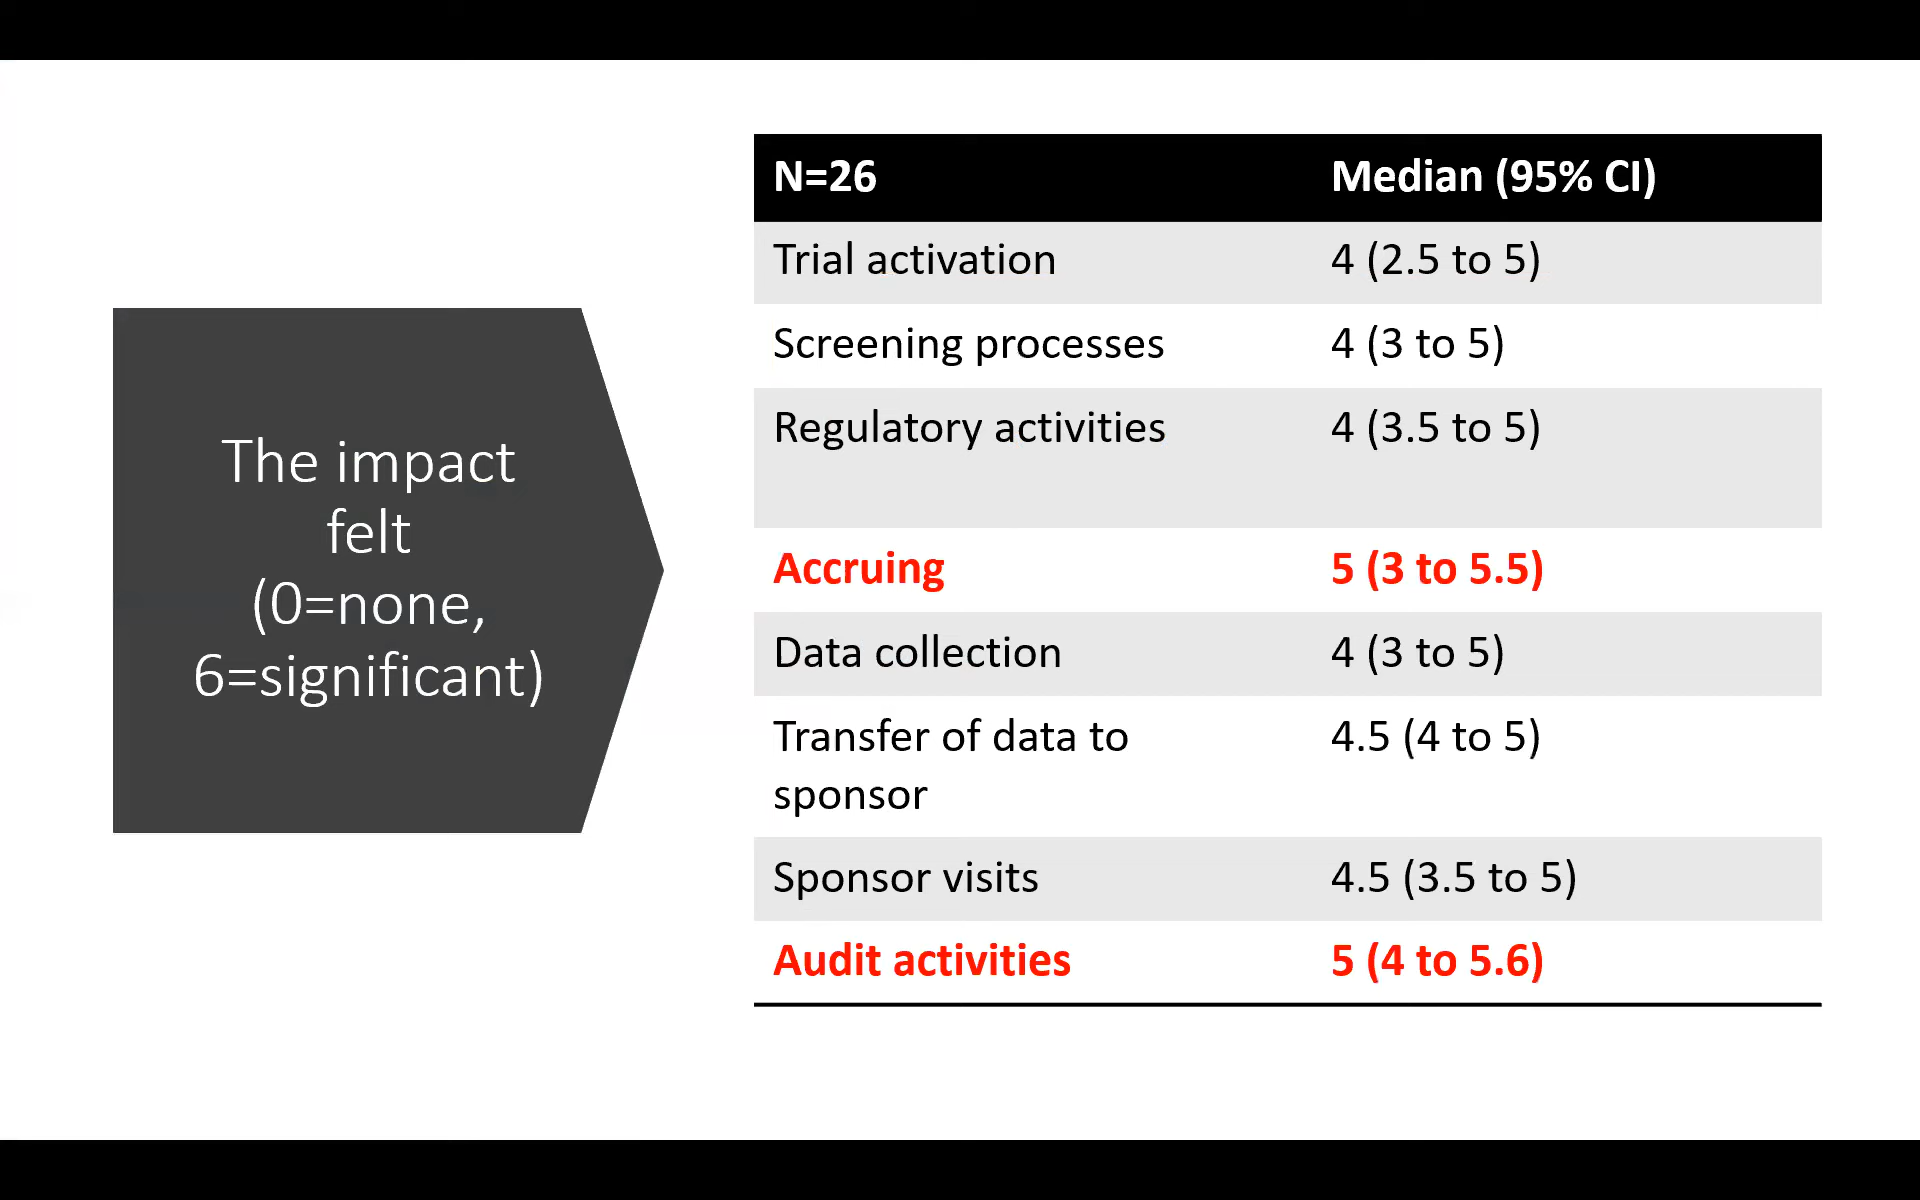 The impact
felt
(0=none,
6=significant)
N=26 Median (95% CI)
Trial activation 4 (2.5 to 5)
Screening processes 4 (3 to 5)
Regulatory activities 4 (3.5 to 5)
Accruing 5 (3 to 5.5)
Data collection 4 (3 to 5)
Transfer of data to 4.5 (4 to 5)
sponsor
Sponsor visits 4.5 (3.5 to 5)
Audit activities 5 (4 to 5.6)